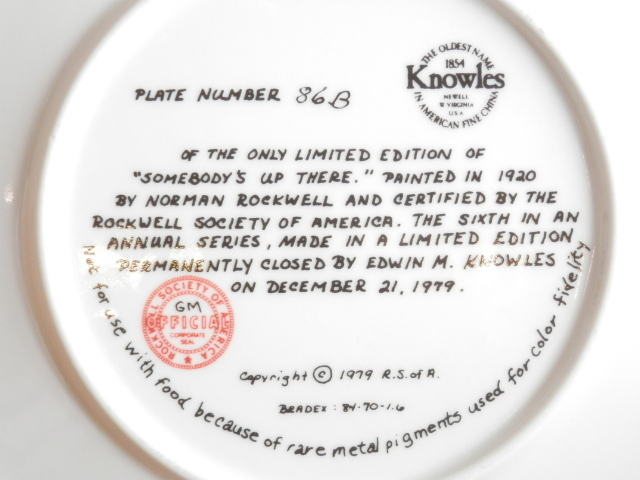 THE OLDEST NAME
1854
Knowles
NEWELL
W VIRGINIA
U.S.A.
IN AMERICAN FINE CHINA
PLATE NUMBER 86B
OF THE ONLY LIMITED EDITION OF
"SOMEBODY'S UP THERE." PAINTED IN 1920
BY NORMAN ROCKWELL AND CERTIFIED BY THE
ROCKWELL SOCIETY OF AMERICA. THE SIXTH IN AN
ANNUAL SERIES, MADE IN A LIMITED EDITION
PERMANENTLY CLOSED BY EDWIN M. KNOWLES
ON DECEMBER 21, 1979.
ROCKWELL SOCIETY OF AMERICA
GM
OFFICIAL
CORPORATE
SEAL
Copyright © 1979 R.S.of A.
BRADEX: 84-70-1.6
Not for use with food because of rare metal pigments used for color fidelity